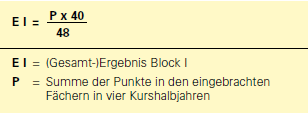 E I = P x 40
48
E I = (Gesamt-)Ergebnis Block I
P = Summe der Punkte in den eingebrachten
Fächern in vier Kurshalbjahren